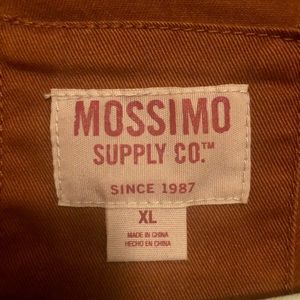 MOSSIMO
SUPPLY CO.™
SINCE 1987
XL
MADE IN CHINA
HECHO EN CHINA